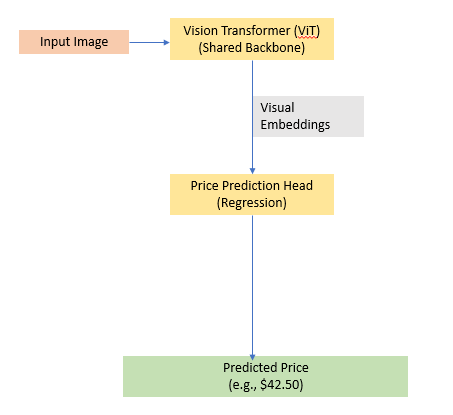 Input Image
Vision Transformer (ViT)
(Shared Backbone)
Visual
Embeddings
Price Prediction Head
(Regression)
Predicted Price
(e.g., $42.50)